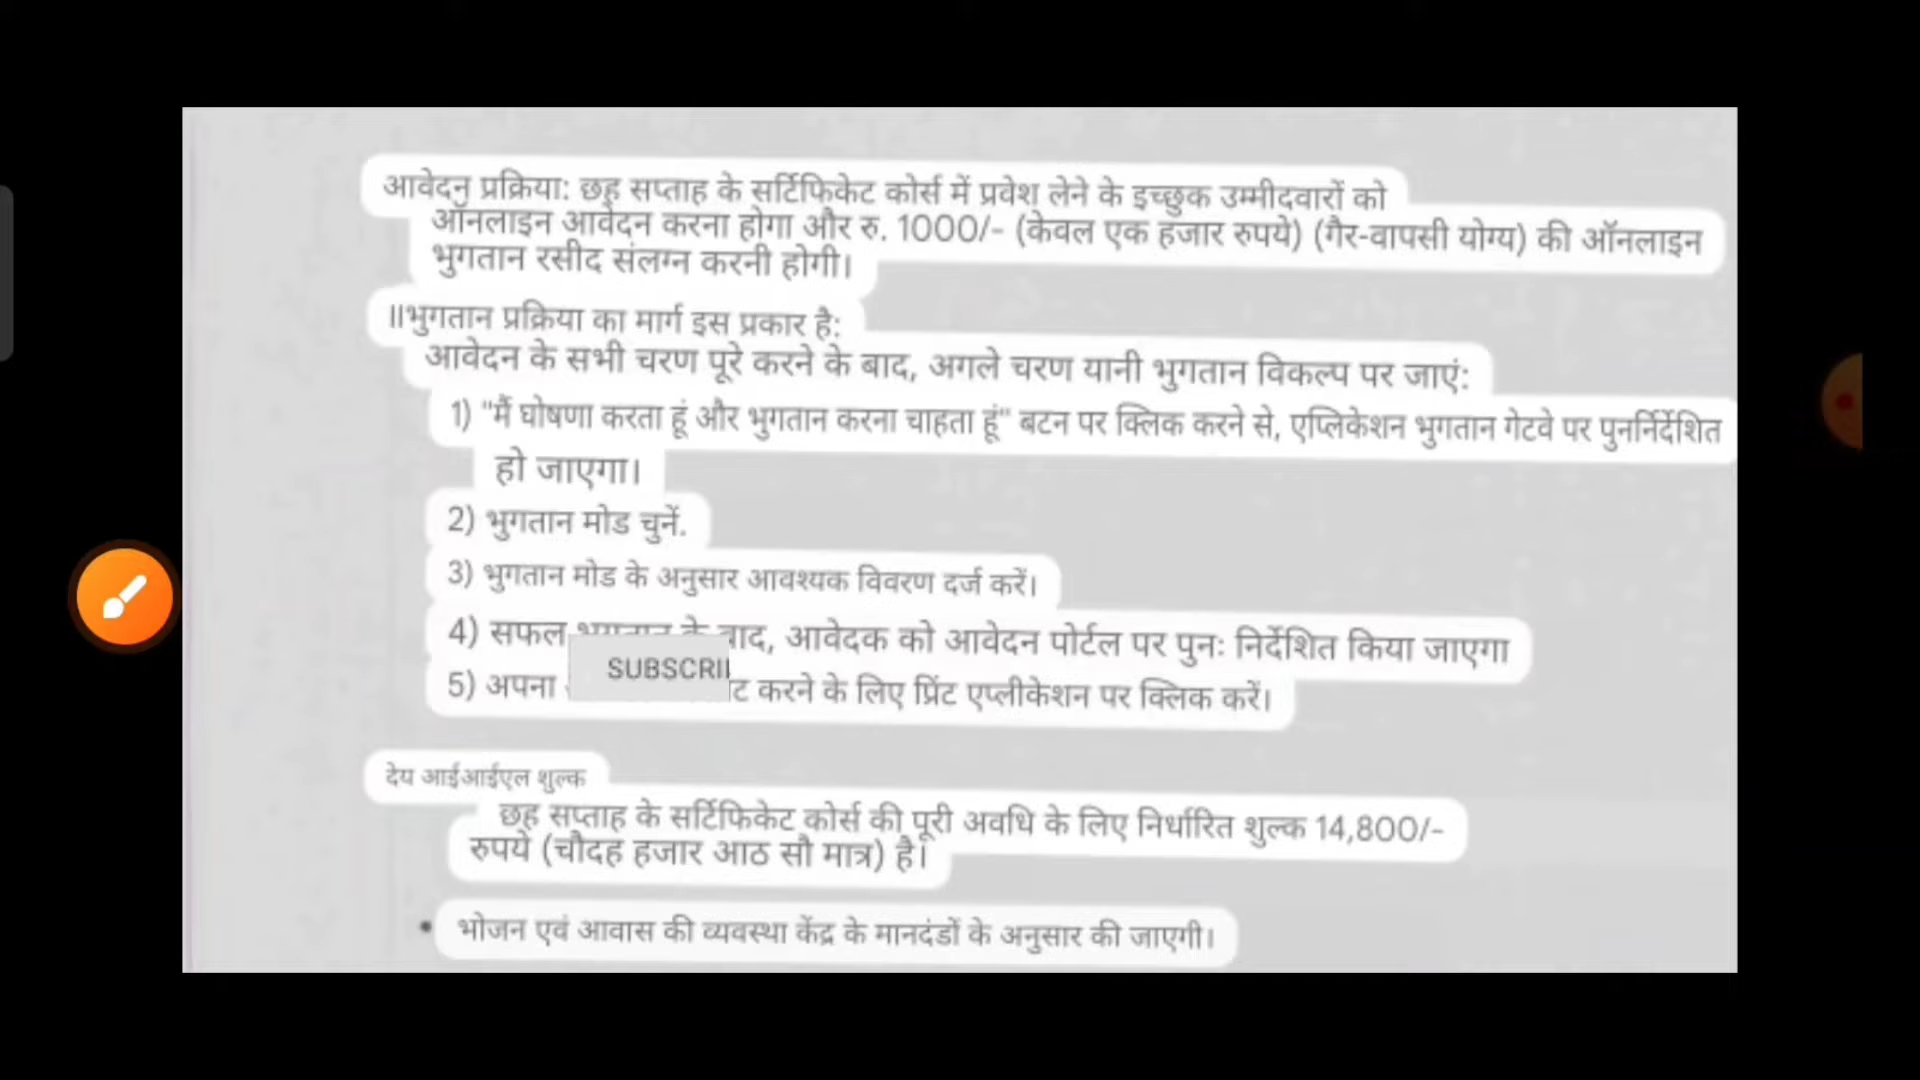 आवेदन प्रक्रिया: छह सप्ताह के सर्टिफिकेट कोर्स में प्रवेश लेने के इच्छुक उम्मीदवारों को
ऑनलाइन आवेदन करना होगा और रु. 1000/- (केवल एक हजार रुपये) (गैर-वापसी योग्य) की ऑनलाइन
भुगतान रसीद संलग्न करनी होगी।
॥भुगतान प्रक्रिया का मार्ग इस प्रकार है:
आवेदन के सभी चरण पूरे करने के बाद, अगले चरण यानी भुगतान विकल्प पर जाएं:
1) "मैं घोषणा करता हूं और भुगतान करना चाहता हूं" बटन पर क्लिक करने से, एप्लिकेशन भुगतान गेटवे पर पुनर्निर्देशित
हो जाएगा।
2) भुगतान मोड चुनें.
3) भुगतान मोड के अनुसार आवश्यक विवरण दर्ज करें।
4) सफल भुगतान के बाद, आवेदक को आवेदन पोर्टल पर पुनः निर्देशित किया जाएगा
SUBSCRI
5) अपना करने के लिए प्रिंट एप्लीकेशन पर क्लिक करें।
देय आईआईएल शुल्क
छह सप्ताह के सर्टिफिकेट कोर्स की पूरी अवधि के लिए निर्धारित शुल्क 14,800/-
रुपये (चौदह हजार आठ सौ मात्र) है।
• भोजन एवं आवास की व्यवस्था केंद्र के मानदंडों के अनुसार की जाएगी।